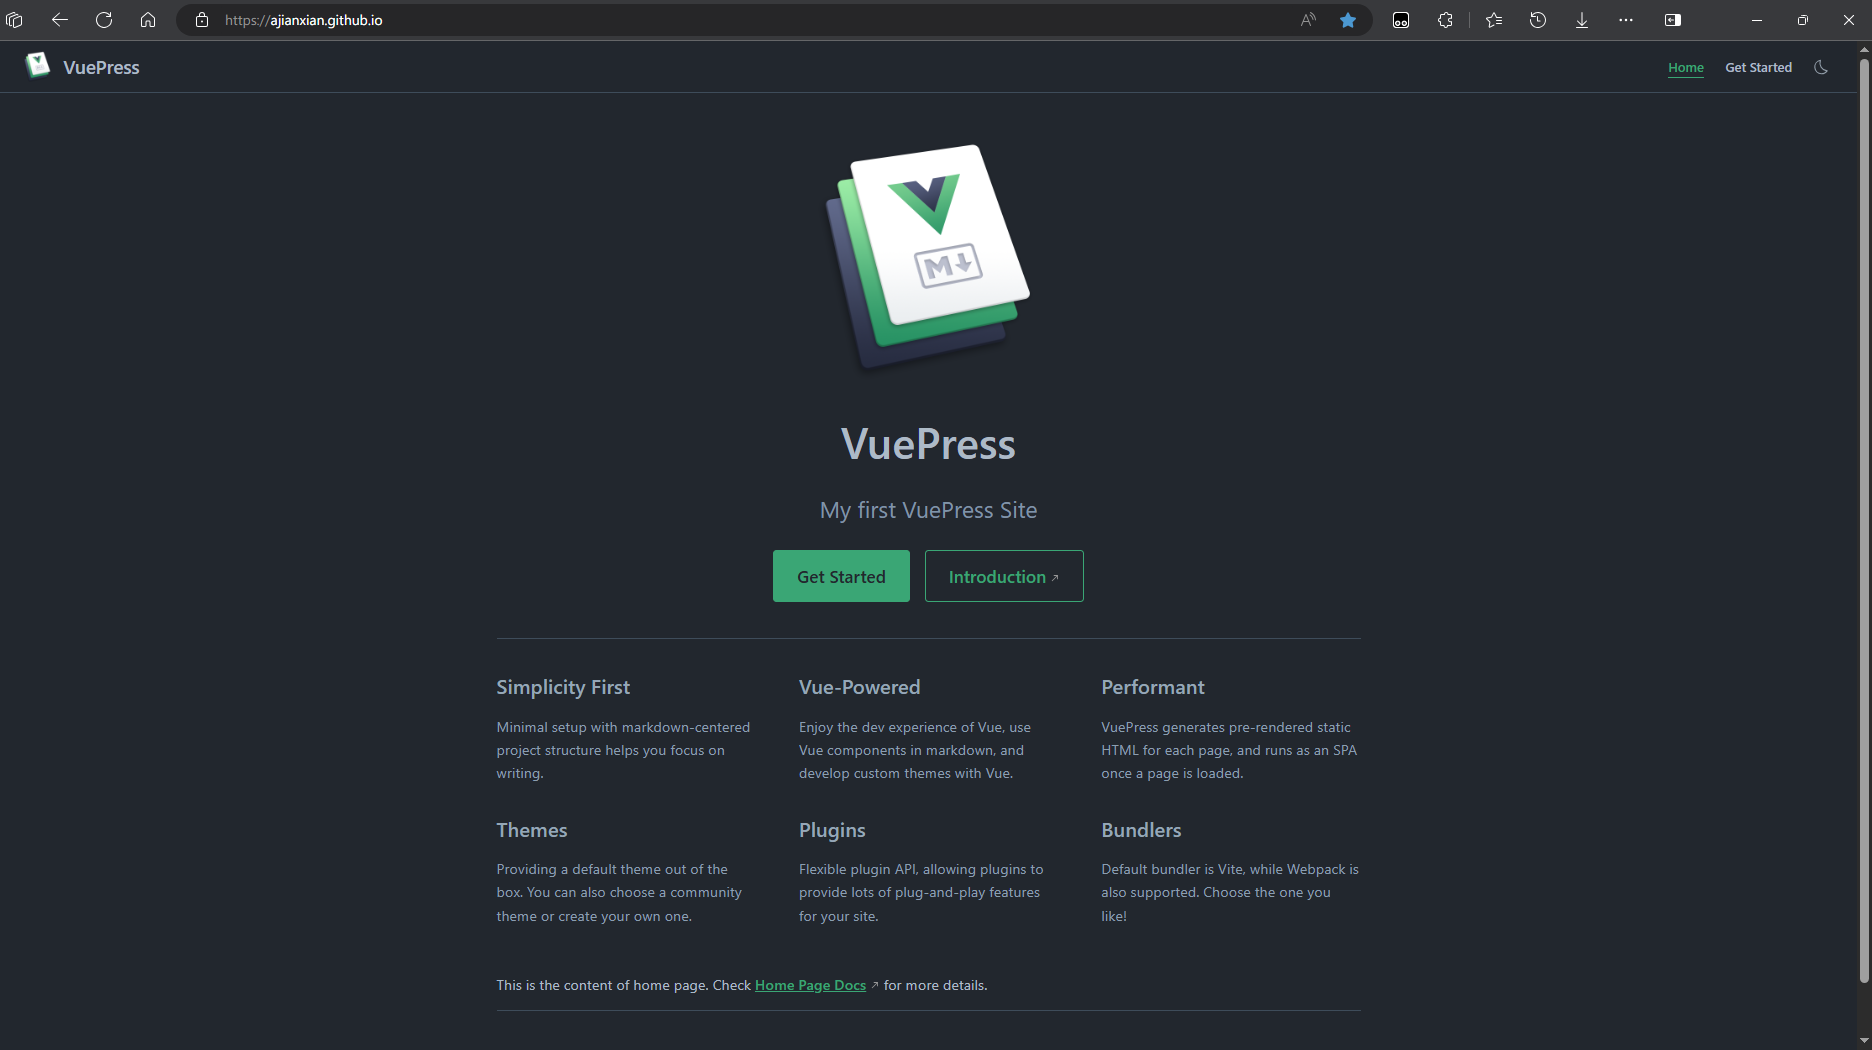 https://ajianxian.github.io
VuePress
Home
Get Started
M
VuePress
My first VuePress Site
Get Started
Introduction
Simplicity First
Minimal setup with markdown-centered
project structure helps you focus on
writing.
Vue-Powered
Enjoy the dev experience of Vue, use
Vue components in markdown, and
develop custom themes with Vue.
Performant
VuePress generates pre-rendered static
HTML for each page, and runs as an SPA
once a page is loaded.
Themes
Providing a default theme out of the
box. You can also choose a community
theme or create your own one.
Plugins
Flexible plugin API, allowing plugins to
provide lots of plug-and-play features
for your site.
Bundlers
Default bundler is Vite, while Webpack is
also supported. Choose the one you
like!
This is the content of home page. Check Home Page Docs for more details.